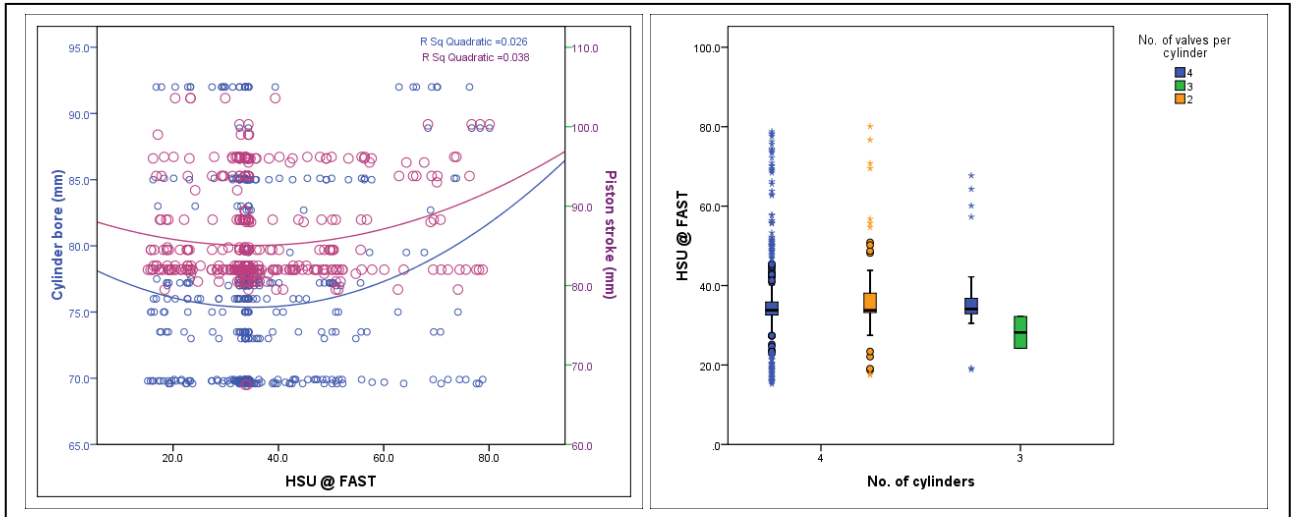 R Sq Quadratic =0.026
R Sq Quadratic =0.038
95.0
90.0
85.0
80.0
75.0
70.0
65.0
Cylinder bore (mm)
110.0
100.0
90.0
80.0
70.0
60.0
Piston stroke (mm)
20.0 40.0 60.0 80.0
HSU @ FAST
No. of valves per
cylinder
4
3
2
100.0
80.0
60.0
40.0
20.0
.0
HSU @ FAST
4 3
No. of cylinders